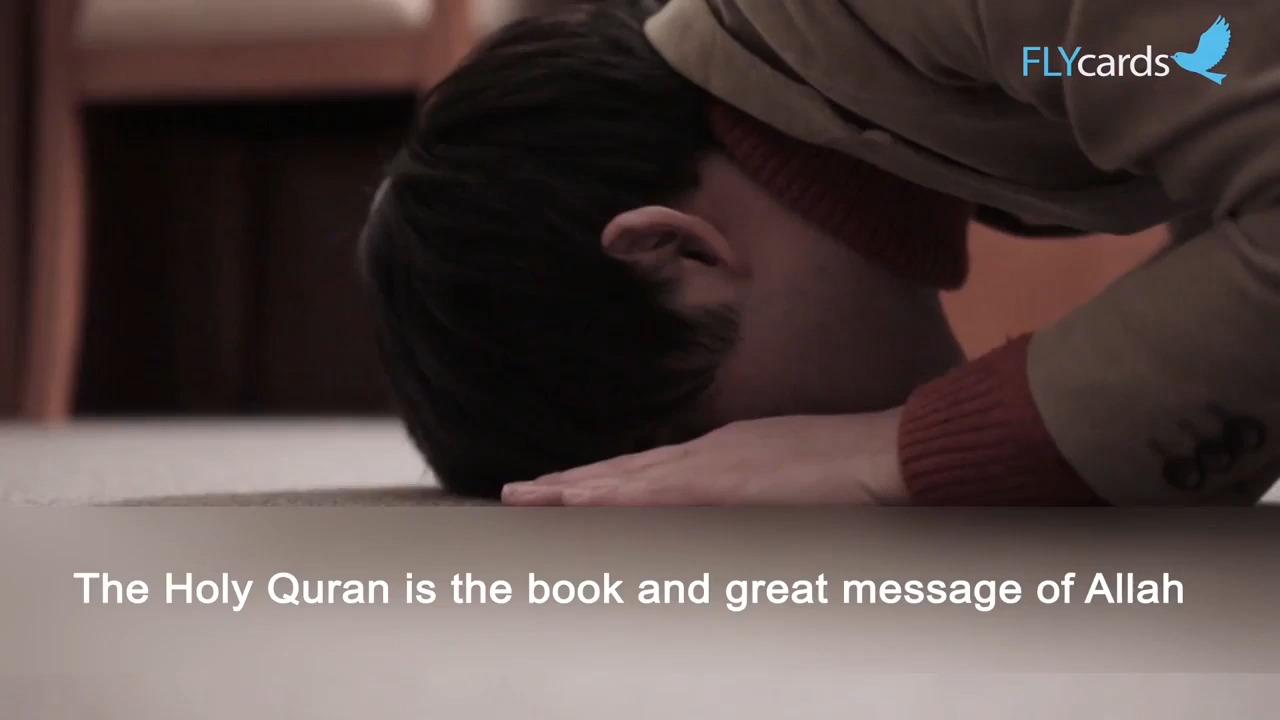 FLYcards
The Holy Quran is the book and great message of Allah